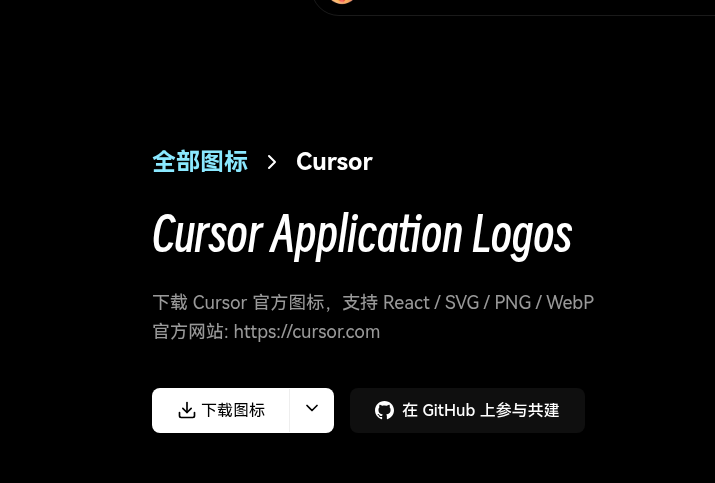 全部图标 > Cursor
Cursor Application Logos
下载 Cursor 官方图标，支持 React / SVG / PNG / WebP
官方网站: https://cursor.com
下载图标
在 GitHub 上参与共建